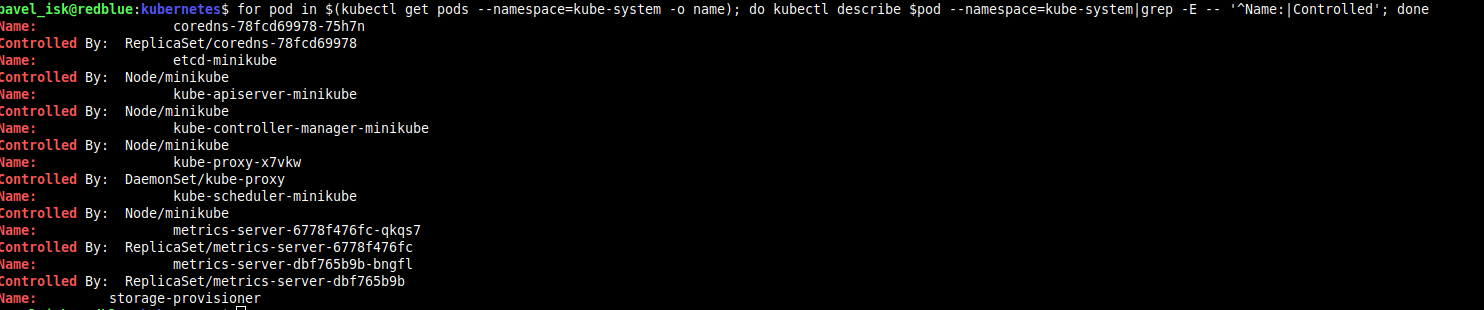 pavel_isk@redblue:kubernetes$ for pod in $(kubectl get pods --namespace=kube-system -o name); do kubectl describe $pod --namespace=kube-system|grep -E -- '^Name:|Controlled'; done
Name:                 coredns-78fcd69978-75h7n
Controlled By:  ReplicaSet/coredns-78fcd69978
Name:                 etcd-minikube
Controlled By:  Node/minikube
Name:                 kube-apiserver-minikube
Controlled By:  Node/minikube
Name:                 kube-controller-manager-minikube
Controlled By:  Node/minikube
Name:                 kube-proxy-x7vkw
Controlled By:  DaemonSet/kube-proxy
Name:                 kube-scheduler-minikube
Controlled By:  Node/minikube
Name:                 metrics-server-6778f476fc-qkqs7
Controlled By:  ReplicaSet/metrics-server-6778f476fc
Name:                 metrics-server-dbf765b9b-bngfl
Controlled By:  ReplicaSet/metrics-server-dbf765b9b
Name:         storage-provisioner